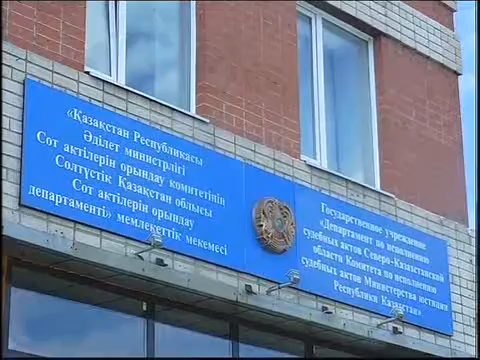 «Қазақстан Республикасы
Әділет министрлігі
Сот актілерін орындау комитетінің
Солтүстік Қазақстан облысы
Сот актілерін орындау
департаменті» мемлекеттік мекемесі
Государственное учреждение
«Департамент по исполнению
судебных актов Северо-Казахстанской
области Комитета по исполнению
судебных актов Министерства юстиции
Республики Казахстан»